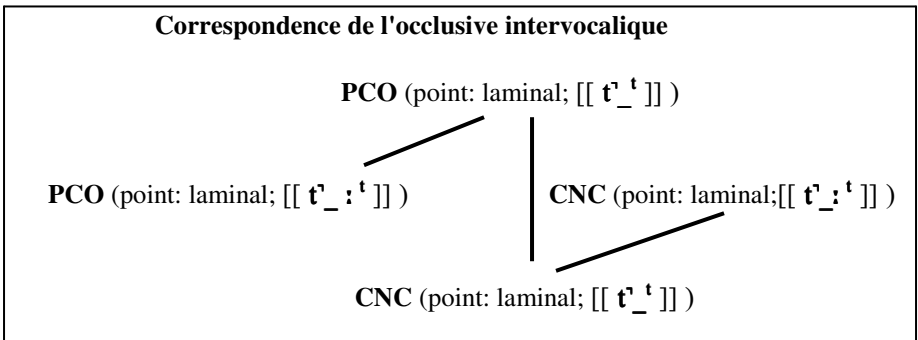 Correspondence de l'occlusive intervocalique
PCO (point: laminal; [[ t̚_ᵗ ]] )
PCO (point: laminal; [[ t̚_ːᵗ ]] ) CNC (point: laminal;[[ t̚_ːᵗ ]] )
CNC (point: laminal; [[ t̚_ᵗ ]] )